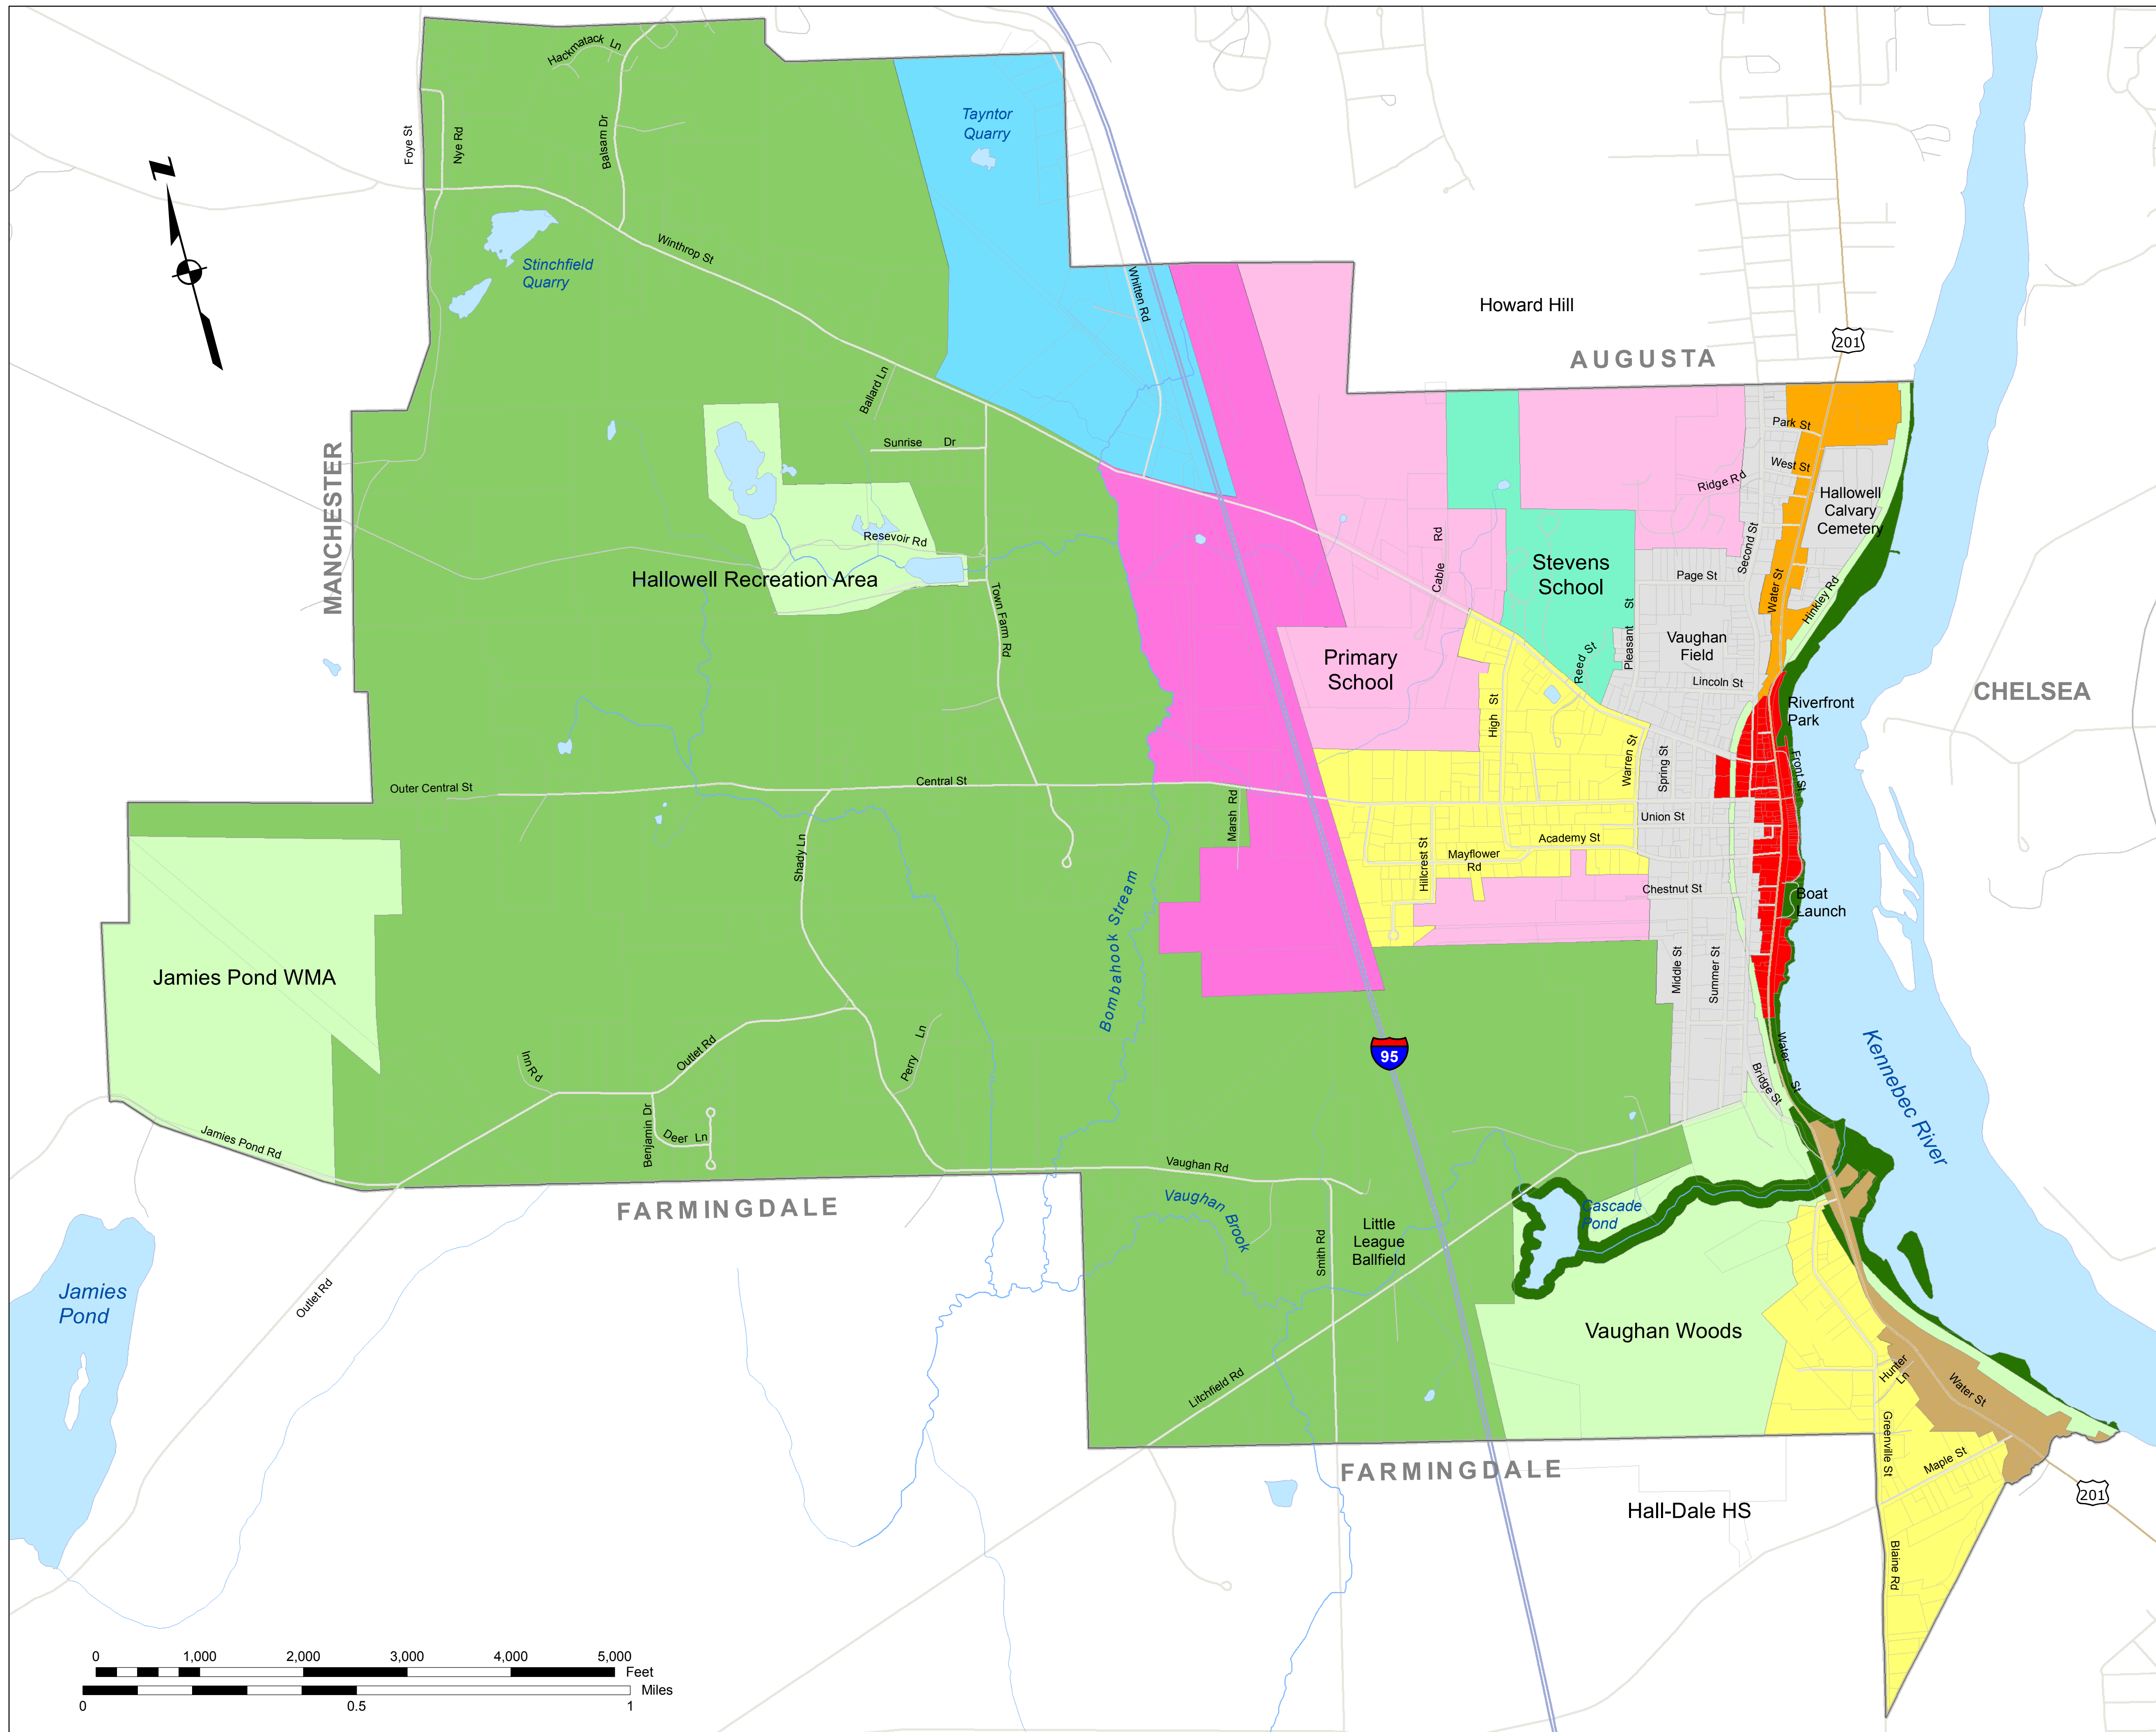 Hackmatack Ln
Foye St
Nye Rd
Balsam Dr
Tayntor
Quarry
N
Winthrop St
Stinchfield
Quarry
Whitten Rd
Howard Hill
AUGUSTA
201
Ballard Ln
Sunrise Dr
Park St
West St
Ridge Rd
Hallowell
Calvary
Cemetery
MANCHESTER
Resevoir Rd
Hallowell Recreation Area
Town Farm Rd
Cable Rd
Stevens
School
Second St
Page St
Water St
Hinkley Rd
Pleasant St
Vaughan
Field
Reed St
Lincoln St
Primary
School
CHELSEA
Riverfront
Park
High St
Warren St
Spring St
Front St
Outer Central St
Central St
Marsh Rd
Union St
Academy St
Shady Ln
Hillcrest St
Mayflower
Rd
Chestnut St
Boat
Launch
Bombahook Stream
Jamies Pond WMA
Middle St
Summer St
Inn Rd
Outlet Rd
Perry Ln
95
Water St
Bridge St
Kennebec River
Benjamin Dr
Deer Ln
Jamies Pond Rd
Vaughan Rd
FARMINGDALE
Vaughan Brook
Cascade
Pond
Smith Rd
Little
League
Ballfield
Jamies
Pond
Outlet Rd
Vaughan Woods
Litchfield Rd
Hunter
Ln
Water St
Greenville St
Maple St
FARMINGDALE
Hall-Dale HS
201
Blaine Rd
0 1,000 2,000 3,000 4,000 5,000
Feet
Miles
0 0.5 1